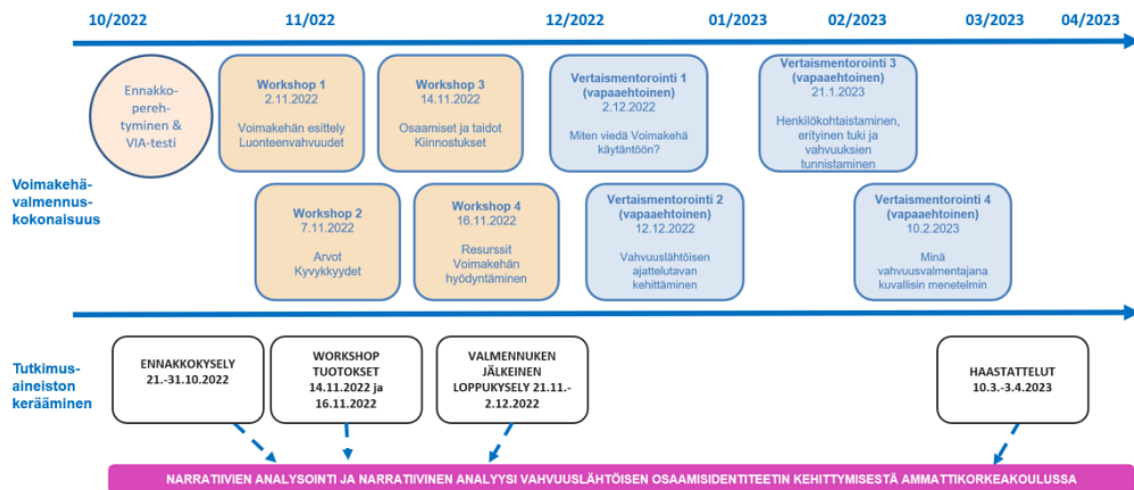 10/2022
11/022
12/2022
01/2023
02/2023
03/2023
04/2023
Ennakko-
pereh-
tyminen &
VIA-testi
Workshop 1
2.11.2022
Voimakehän esittely
Luonteenvahvuudet
Workshop 3
14.11.2022
Osaamiset ja taidot
Kiinnostukset
Vertaismentorointi 1
(vapaaehtoinen)
2.12.2022
Miten viedä Voimakehä
käytäntöön?
Vertaismentorointi 3
(vapaaehtoinen)
21.1.2023
Henkilökohtaistaminen,
erityinen tuki ja
vahvuuksien
tunnistaminen
Voimakehä-
valmennus-
kokonaisuus
Workshop 2
7.11.2022
Arvot
Kyvykkyydet
Workshop 4
16.11.2022
Resurssit
Voimakehän
hyödyntäminen
Vertaismentorointi 2
(vapaaehtoinen)
12.12.2022
Vahvuuslähtöisen
ajattelutavan
kehittäminen
Vertaismentorointi 4
(vapaaehtoinen)
10.2.2023
Minä
vahvuusvalmentajana
kuvallisin menetelmin
Tutkimus-
aineiston
kerääminen
ENNAKKOKYSELY
21.-31.10.2022
WORKSHOP
TUOTOKSET
14.11.2022 ja
16.11.2022
VALMENNUKEN
JÄLKEINEN
LOPPUKYSELY 21.11.-
2.12.2022
HAASTATTELUT
10.3.-3.4.2023
NARRATIIVIEN ANALYSOINTI JA NARRATIIVINEN ANALYYSI VAHVUUSLÄHTÖISEN OSAAMISIDENTITEETIN KEHITTYMISESTÄ AMMATTIKORKEAKOULUSSA